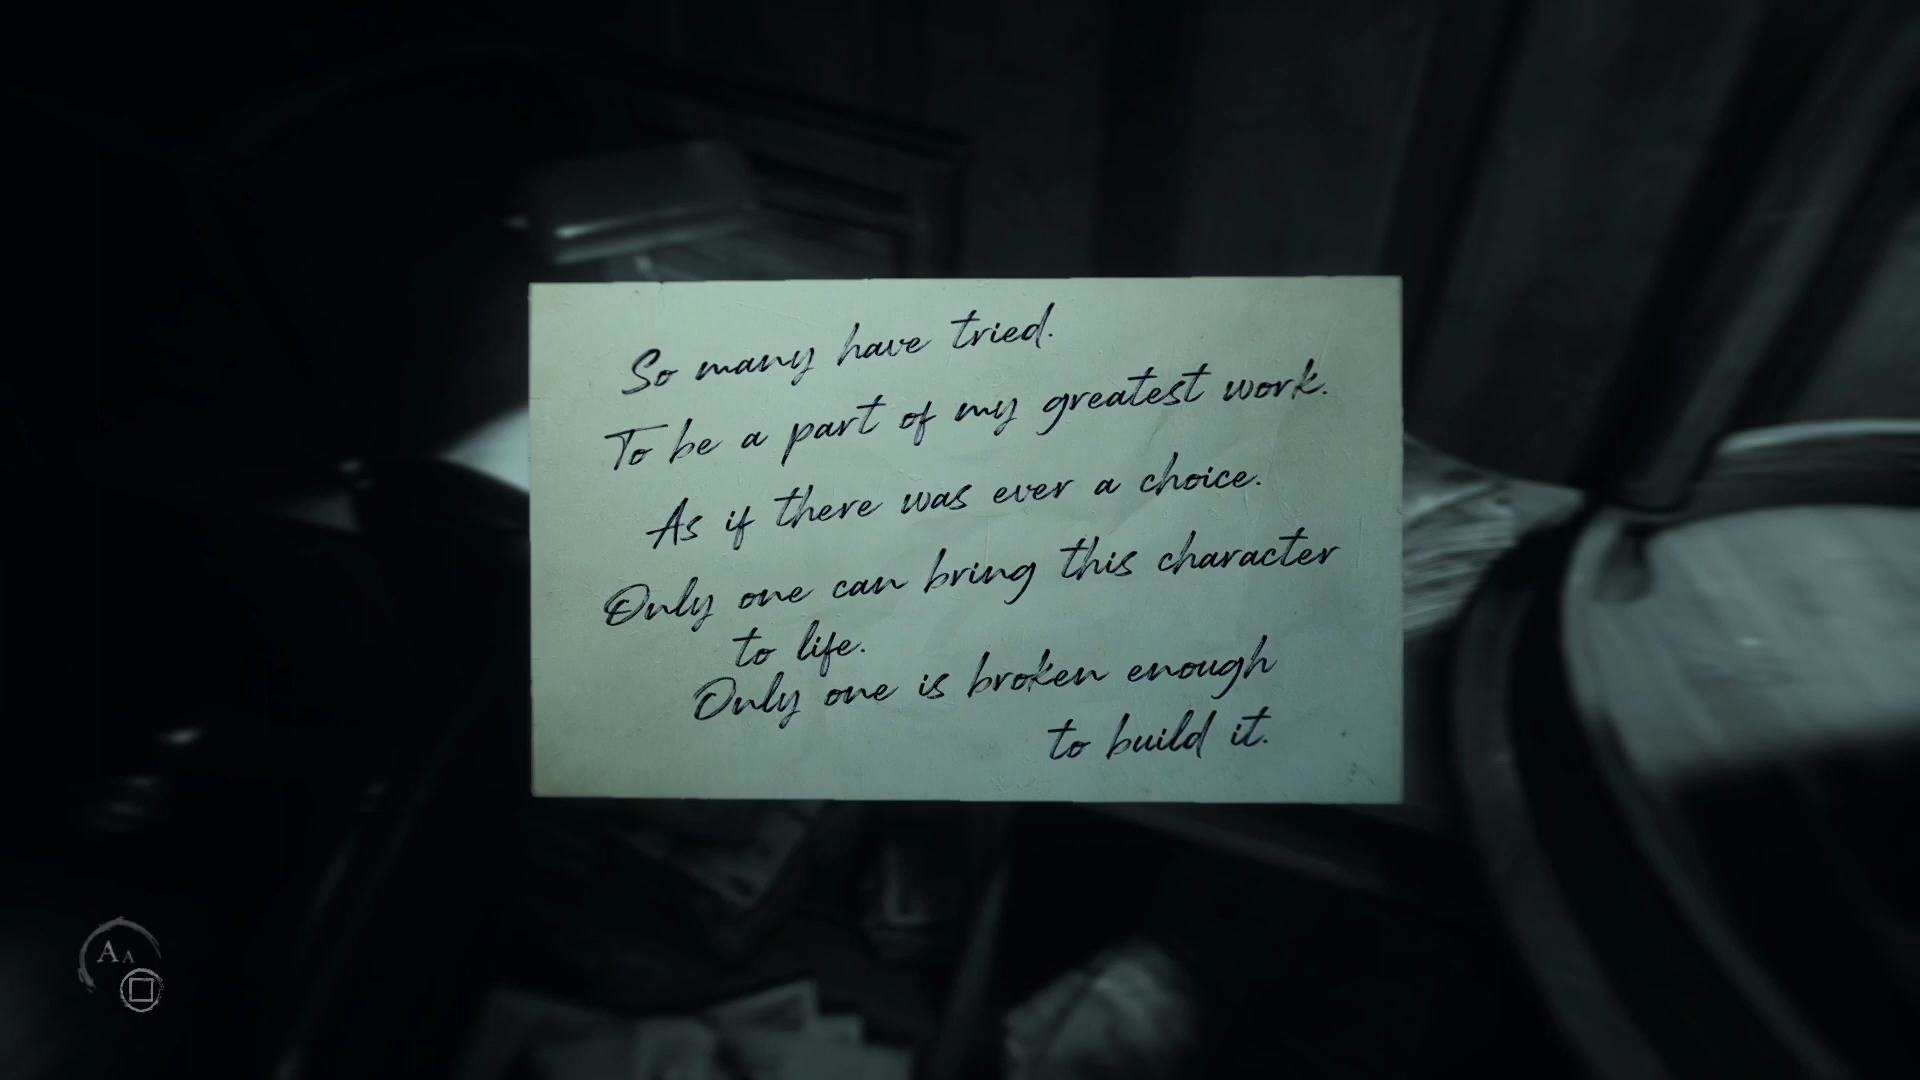 So many have tried.
To be a part of my greatest work.
As if there was ever a choice.
Only one can bring this character
to life.
Only one is broken enough
to build it.
AA